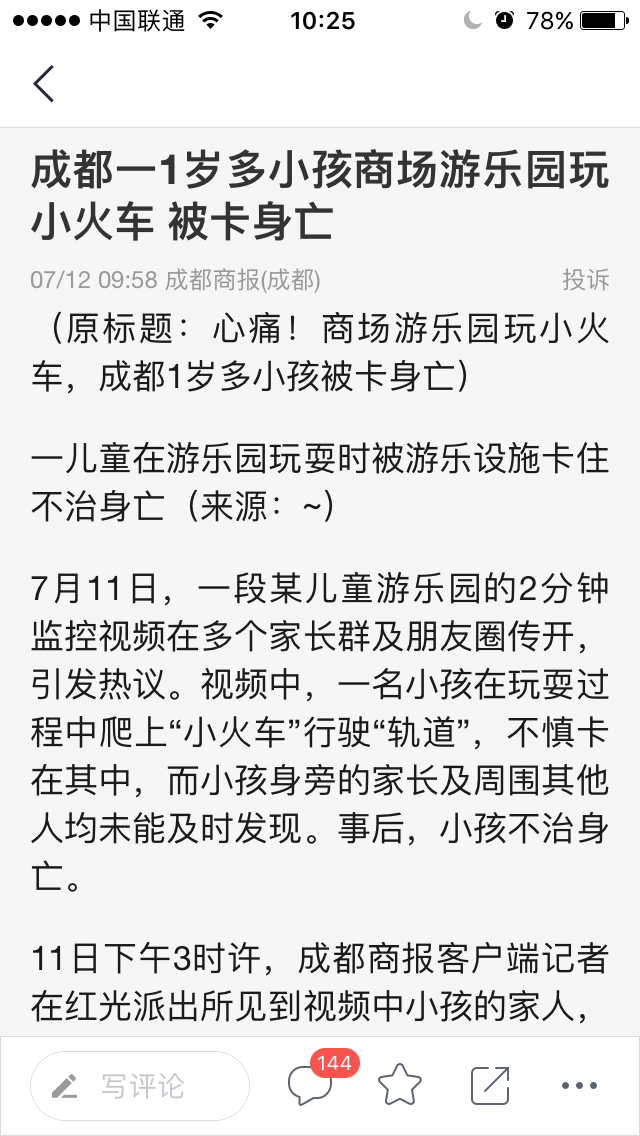 中国联通 10:25 78%
成都一1岁多小孩商场游乐园玩
小火车 被卡身亡
07/12 09:58 成都商报(成都) 投诉
（原标题：心痛！商场游乐园玩小火
车，成都1岁多小孩被卡身亡）
一儿童在游乐园玩耍时被游乐设施卡住
不治身亡（来源：~）
7月11日，一段某儿童游乐园的2分钟
监控视频在多个家长群及朋友圈传开，
引发热议。视频中，一名小孩在玩耍过
程中爬上“小火车”行驶“轨道”，不慎卡
在其中，而小孩身旁的家长及周围其他
人均未能及时发现。事后，小孩不治身
亡。
11日下午3时许，成都商报客户端记者
在红光派出所见到视频中小孩的家人，
写评论 144